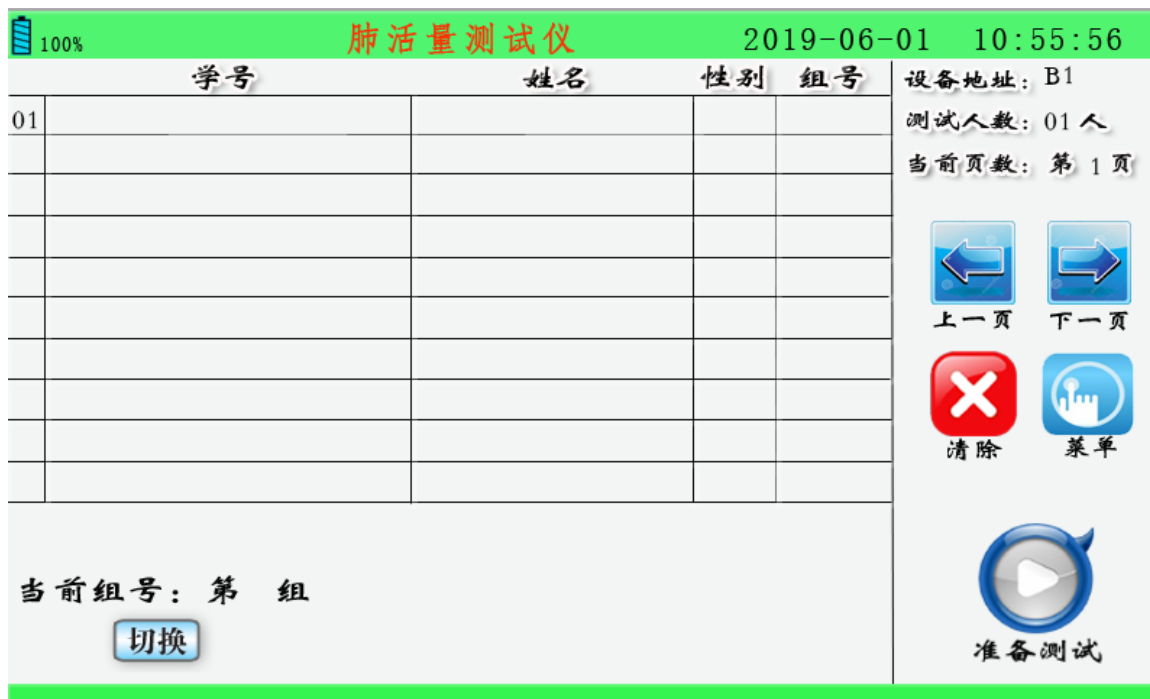 100% 肺活量测试仪 2019-06-01 10:55:56
学号 姓名 性别 组号
设备地址: B1
01
测试人数: 01 人
当前页数: 第 1 页
上一页 下一页
清除 菜单
当前组号: 第 组
切换
准备测试